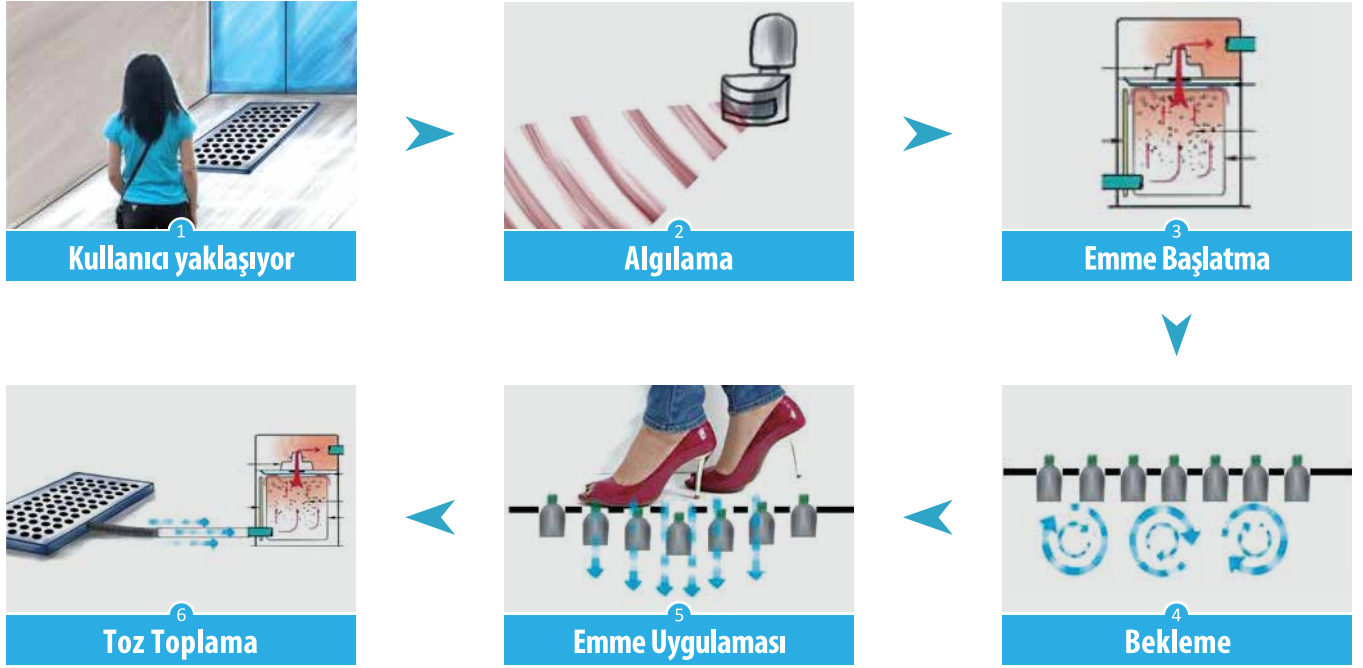 1
Kullanıcı yaklaşıyor
2
Algılama
3
Emme Başlatma
4
Bekleme
5
Emme Uygulaması
6
Toz Toplama